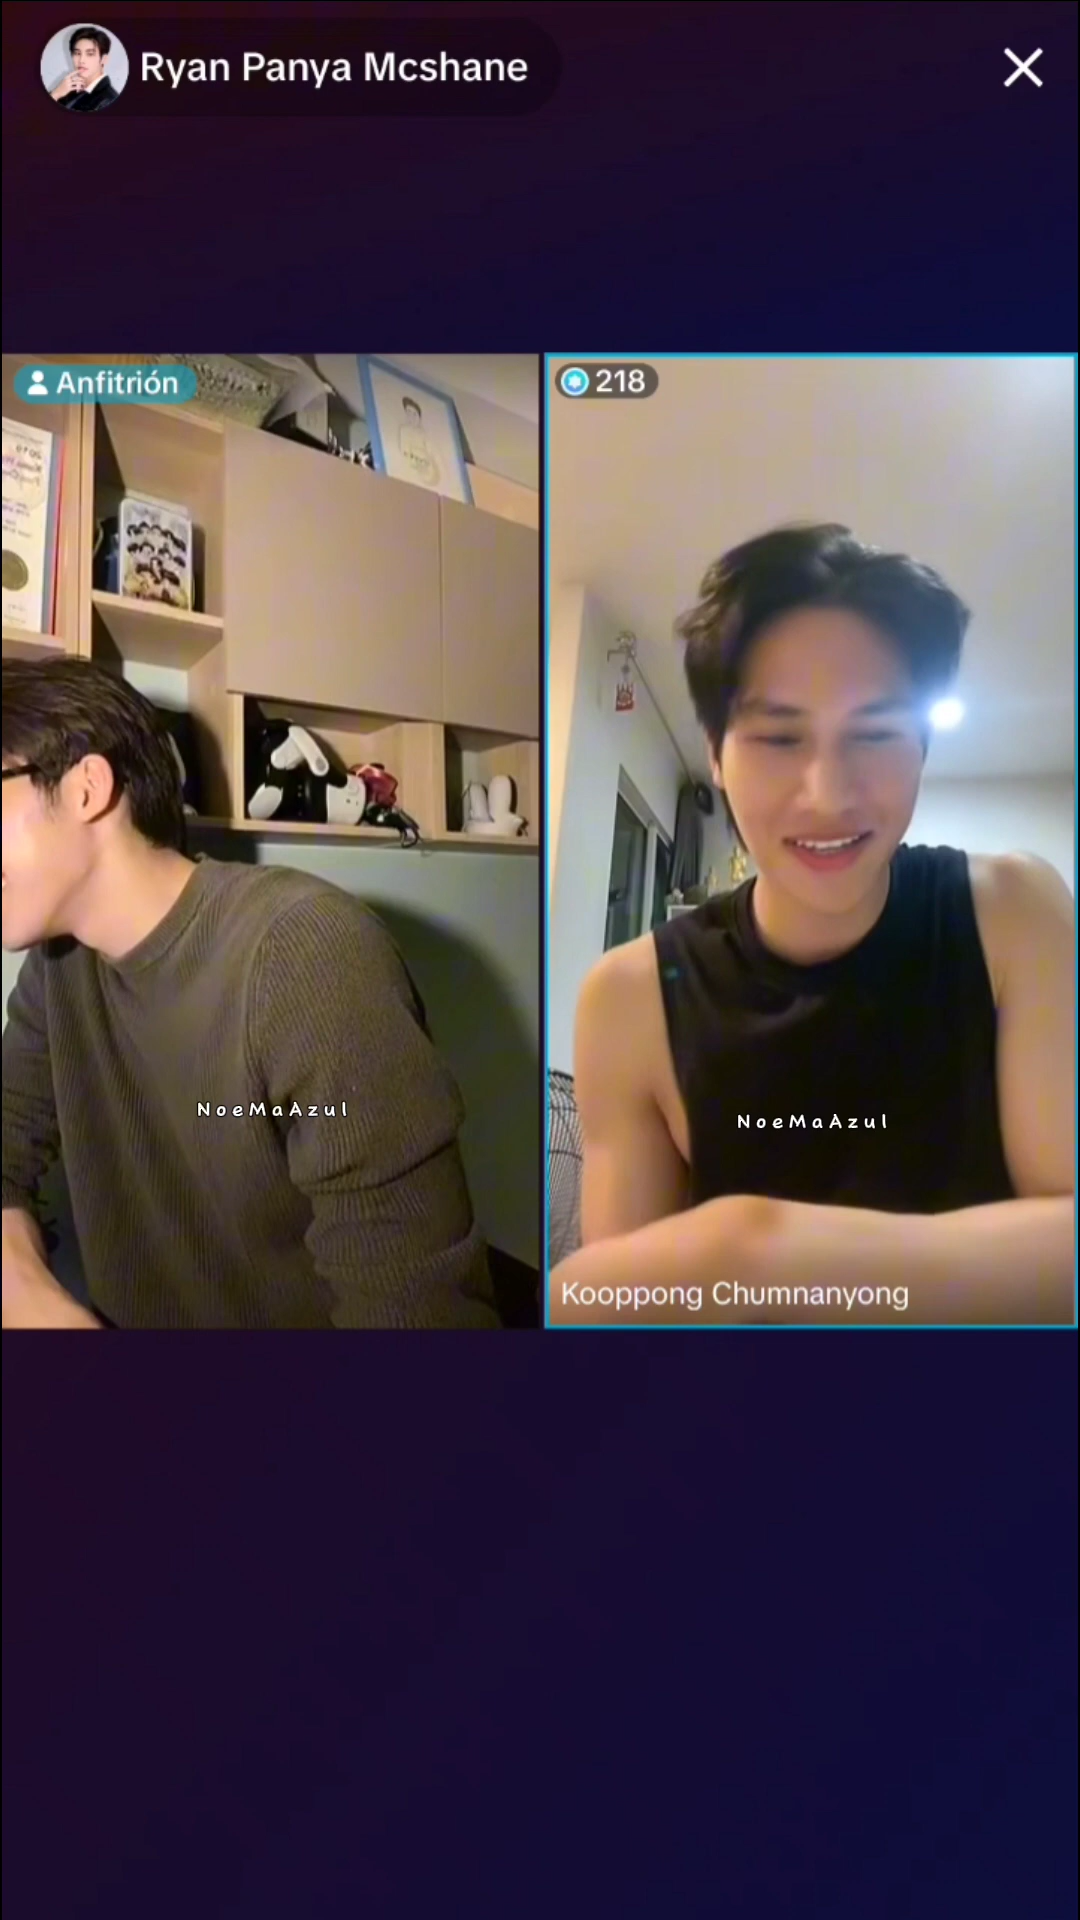 Ryan Panya Mcshane
Anfitrión
218
NoeMaAzul
NoeMaAzul
Kooppong Chumnanyong